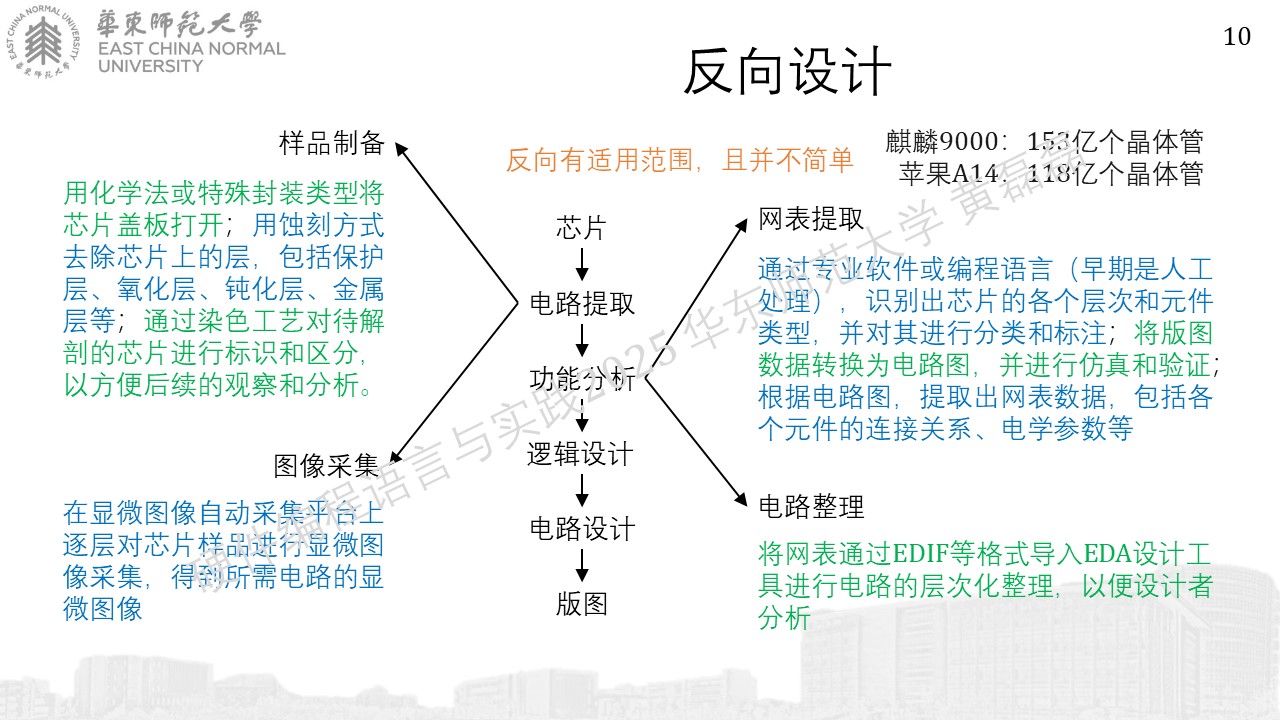 華東師範大學
EAST CHINA NORMAL
UNIVERSITY
EAST CHINA NORMAL UNIVERSITY
華東师范大学
10
反向设计
样品制备
用化学法或特殊封装类型将
芯片盖板打开；用蚀刻方式
去除芯片上的层，包括保护
层、氧化层、钝化层、金属
层等；通过染色工艺对待解
剖的芯片进行标识和区分，
以方便后续的观察和分析。
图像采集
在显微图像自动采集平台上
逐层对芯片样品进行显微图
像采集，得到所需电路的显
微图像
反向有适用范围，且并不简单
芯片
电路提取
功能分析
逻辑设计
电路设计
版图
麒麟9000：153亿个晶体管
苹果A14：118亿个晶体管
网表提取
通过专业软件或编程语言（早期是人工
处理），识别出芯片的各个层次和元件
类型，并对其进行分类和标注；将版图
数据转换为电路图，并进行仿真和验证；
根据电路图，提取出网表数据，包括各
个元件的连接关系、电学参数等
电路整理
将网表通过EDIF等格式导入EDA设计工
具进行电路的层次化整理，以便设计者
分析
硬件编程语言与实践2025 华东师范大学 黄磊磊